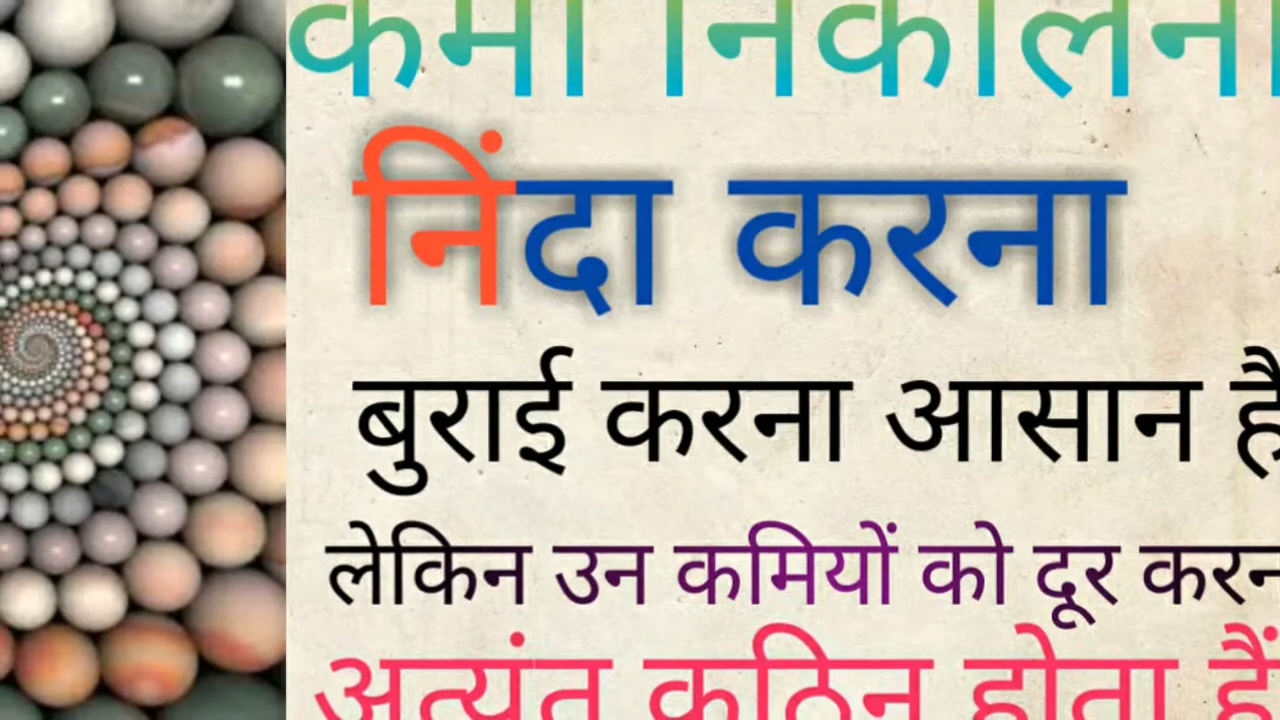 कमी निकालना
निंदा करना
बुराई करना आसान है
लेकिन उन कमियों को दूर करना
अत्यंत कठिन होता हैं